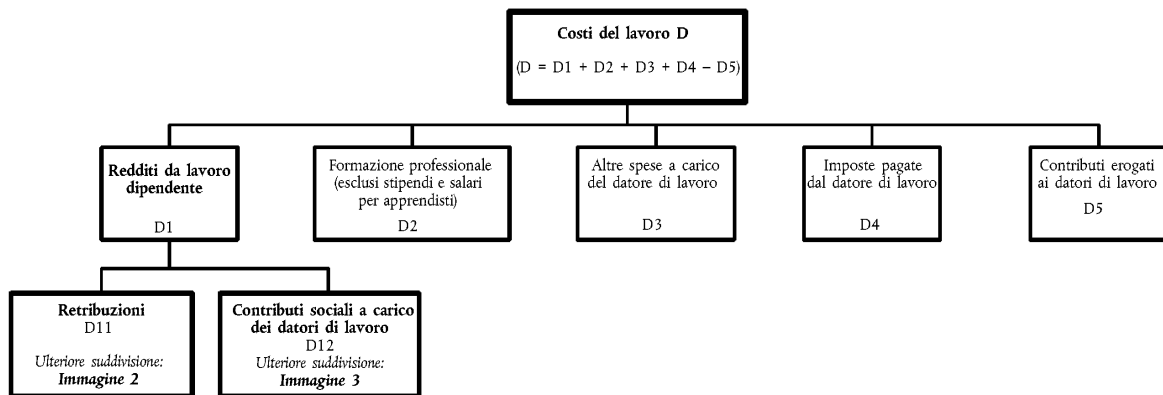 Costi del lavoro D
(D = D1 + D2 + D3 + D4 – D5)
Redditi da lavoro
dipendente
D1
Formazione professionale
(esclusi stipendi e salari
per apprendisti)
D2
Altre spese a carico
del datore di lavoro
D3
Imposte pagate
dal datore di lavoro
D4
Contributi erogati
ai datori di lavoro
D5
Retribuzioni
D11
Ulteriore suddivisione:
Immagine 2
Contributi sociali a carico
dei datori di lavoro
D12
Ulteriore suddivisione:
Immagine 3